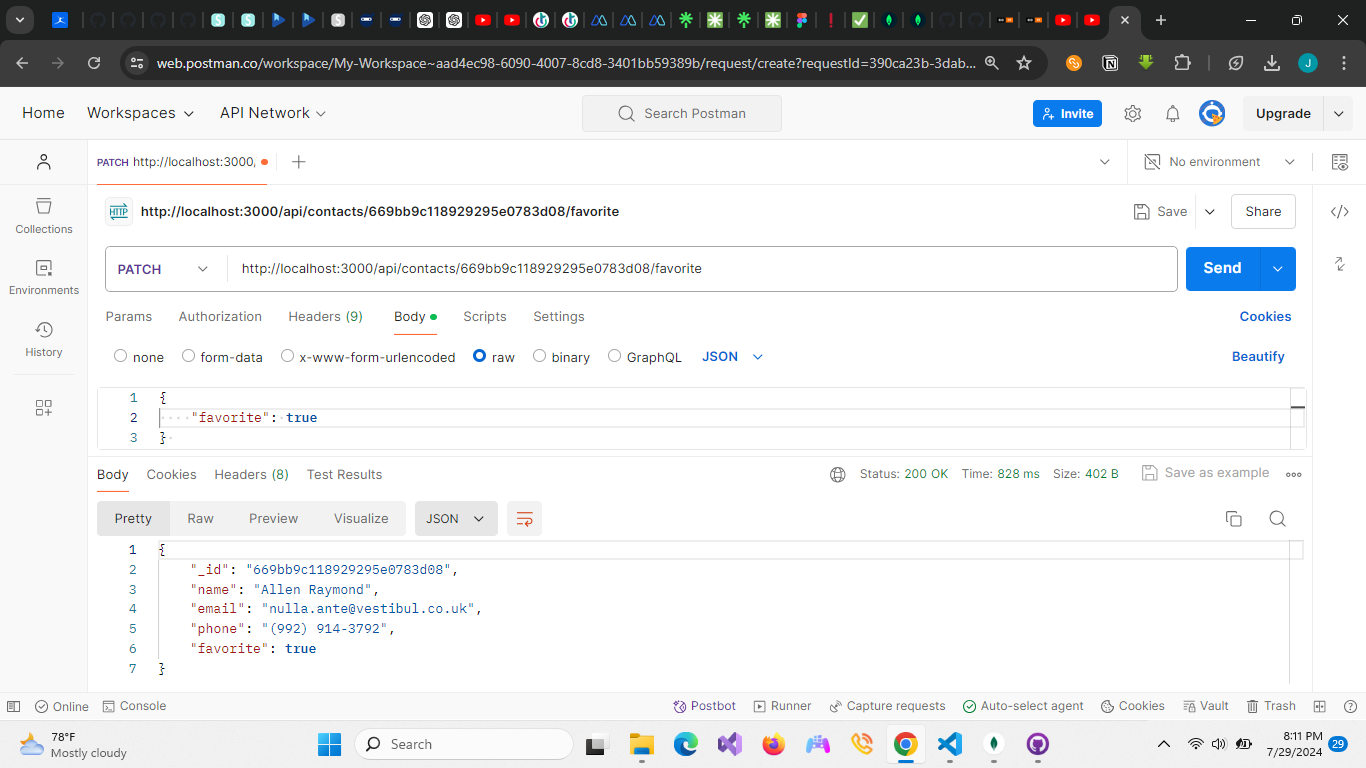 web.postman.co/workspace/My-Workspace~aad4ec98-6090-4007-8cd8-3401bb59389b/request/create?requestId=390ca23b-3dab...
J
Home Workspaces API Network Search Postman Invite Upgrade
PATCH http://localhost:3000, No environment
HTTP http://localhost:3000/api/contacts/669bb9c118929295e0783d08/favorite Save Share
Collections
PATCH http://localhost:3000/api/contacts/669bb9c118929295e0783d08/favorite Send
Environments
Params Authorization Headers (9) Body Scripts Settings Cookies
History
none form-data x-www-form-urlencoded raw binary GraphQL JSON Beautify
1 {
2 "favorite": true
3 }
Body Cookies Headers (8) Test Results Status: 200 OK Time: 828 ms Size: 402 B Save as example
Pretty Raw Preview Visualize JSON
1 {
2 "_id": "669bb9c118929295e0783d08",
3 "name": "Allen Raymond",
4 "email": "nulla.ante@vestibul.co.uk",
5 "phone": "(992) 914-3792",
6 "favorite": true
7 }
Online Console Postbot Runner Capture requests Auto-select agent Cookies Vault Trash
78°F
Mostly cloudy
Search
8:11 PM
7/29/2024
29